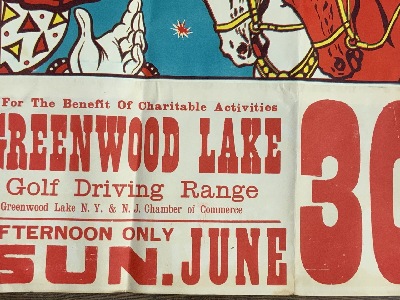 For The Benefit Of Charitable Activities
GREENWOOD LAKE
Golf Driving Range
Greenwood Lake N. Y. & N. J. Chamber of Commerce
AFTERNOON ONLY
SUN. JUNE 30